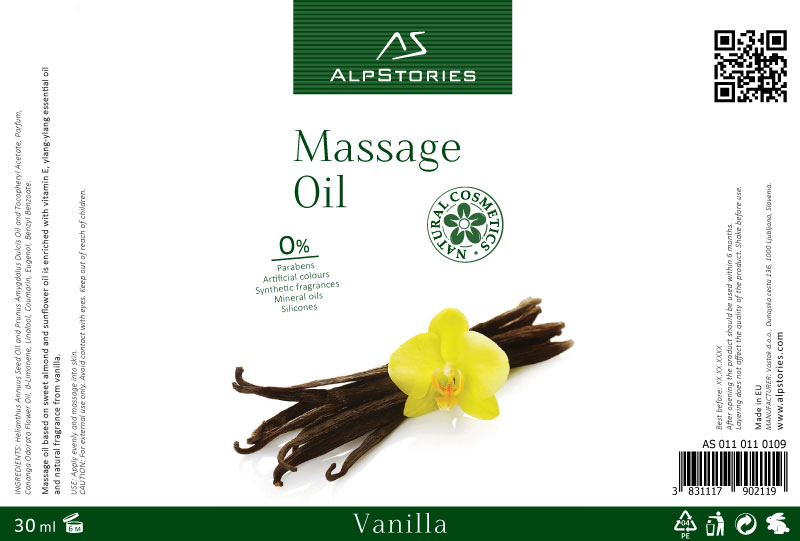 INGREDIENTS: Helianthus Annuus Seed Oil and Prunus Amygdalus Dulcis Oil and Tocopheryl Acetate, Parfum,
Cananga Odorata Flower Oil, d-Limonene, Linalool, Coumarin, Eugenol, Benzyl Benzoate.
Massage oil based on sweet almond and sunflower oil is enriched with vitamin E, ylang-ylang essential oil
and natural fragrance from vanilla.
USE: Apply evenly and massage into skin.
CAUTION: For external use only. Avoid contact with eyes. Keep out of reach of children.
AS
ALPSTORIES
Massage
Oil
NATURAL COSMETICS •
0%
Parabens
Artificial colours
Synthetic fragrances
Mineral oils
Silicones
Best before: XX.XX.XXXX
After opening the product should be used within 6 months.
Layering does not affect the quality of the product. Shake before use.
Made in EU
MANUFACTURER: Vostok d.o.o., Dunajska cesta 136, 1000 Ljubljana, Slovenia.
www.alpstories.com
AS 011 011 0109
3 831117 902119
30 ml
6 M
Vanilla
04
PE